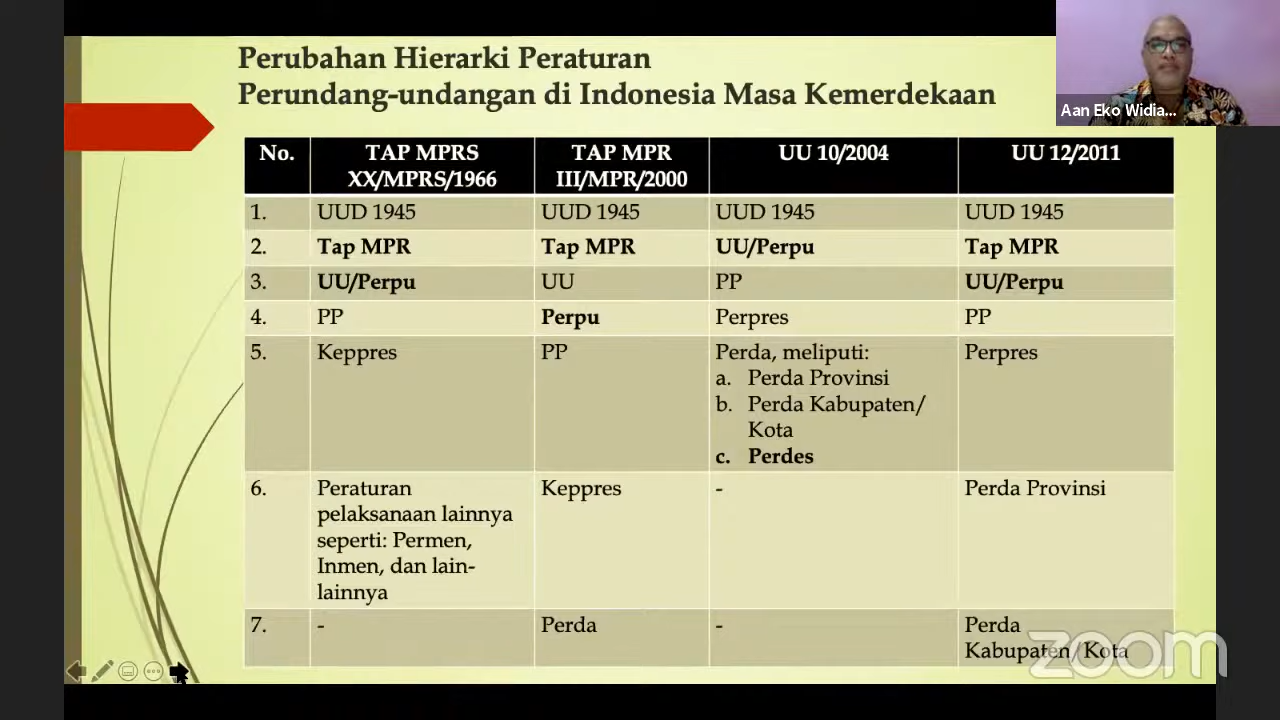 Perubahan Hierarki Peraturan
Perundang-undangan di Indonesia Masa Kemerdekaan
Aan Eko Widia...
No. TAP MPRS TAP MPR UU 10/2004 UU 12/2011
XX/MPRS/1966 III/MPR/2000
1. UUD 1945 UUD 1945 UUD 1945 UUD 1945
2. Tap MPR Tap MPR UU/Perpu Tap MPR
3. UU/Perpu UU PP UU/Perpu
4. PP Perpu Perpres PP
5. Keppres PP Perda, meliputi: Perpres
a. Perda Provinsi
b. Perda Kabupaten/
Kota
c. Perdes
6. Peraturan Keppres - Perda Provinsi
pelaksanaan lainnya
seperti: Permen,
Inmen, dan lain-
lainnya
7. - Perda - Perda
Kabupaten/Kota
zoom